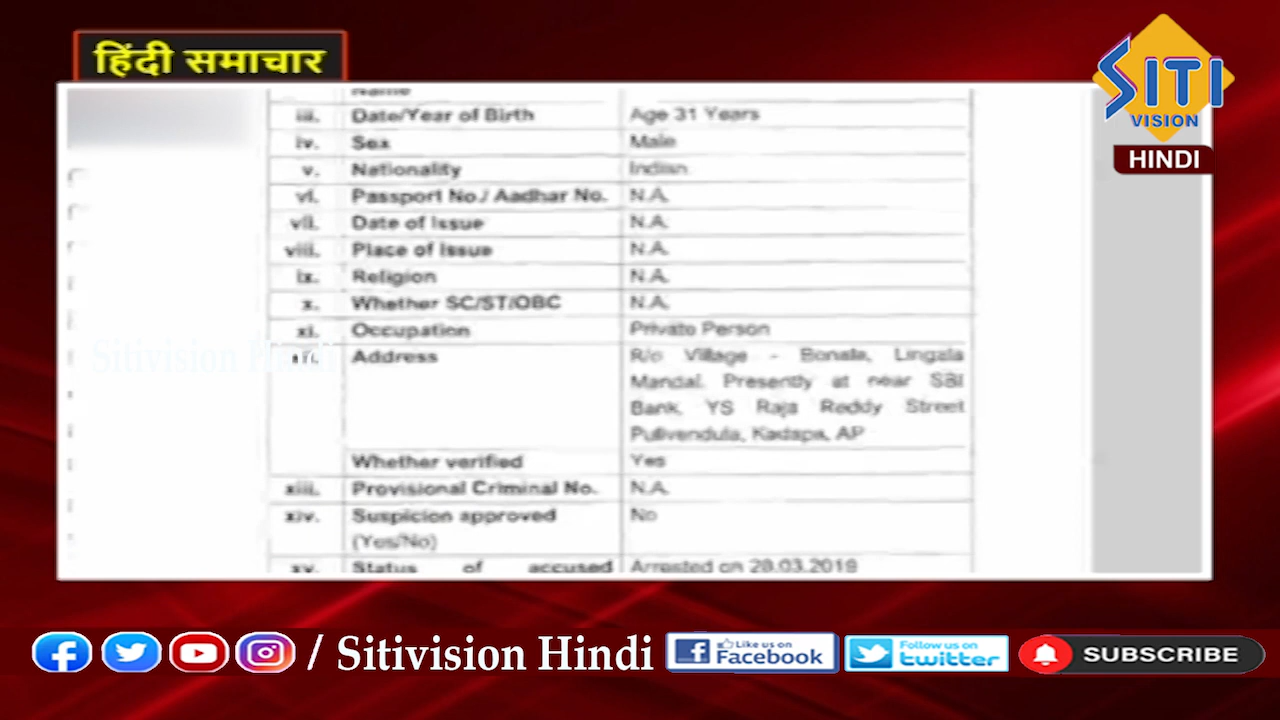 हिंदी समाचार
SITI
VISION
HINDI
Name
iii. Date/Year of Birth Age 31 Years
iv. Sex Male
v. Nationality Indian
vi. Passport No./ Aadhar No. N.A.
vii. Date of Issue N.A.
viii. Place of Issue N.A.
ix. Religion N.A.
x. Whether SC/ST/OBC N.A.
xi. Occupation Private Person
Sitivision Hindi
xii. Address R/o Village - Bonala, Lingala
Mandal. Presently at near SBI
Bank, YS Raja Reddy Street
Pulivendula, Kadapa, AP
Whether verified Yes
xiii. Provisional Criminal No. N.A.
xiv. Suspicion approved No
(Yes/No)
xv. Status of accused Arrested on 28.03.2019
/ Sitivision Hindi
Like us on
Facebook
Follow us on
twitter
SUBSCRIBE